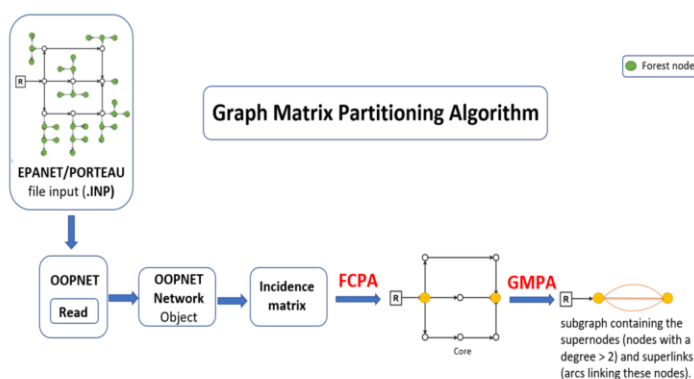 R
EPANET/PORTEAU
file input (.INP)
Forest node
Graph Matrix Partitioning Algorithm
OOPNET
Read
OOPNET
Network
Object
Incidence
matrix
FCPA
R
Core
GMPA
R
subgraph containing the
supernodes (nodes with a
degree > 2) and superlinks
(arcs linking these nodes).